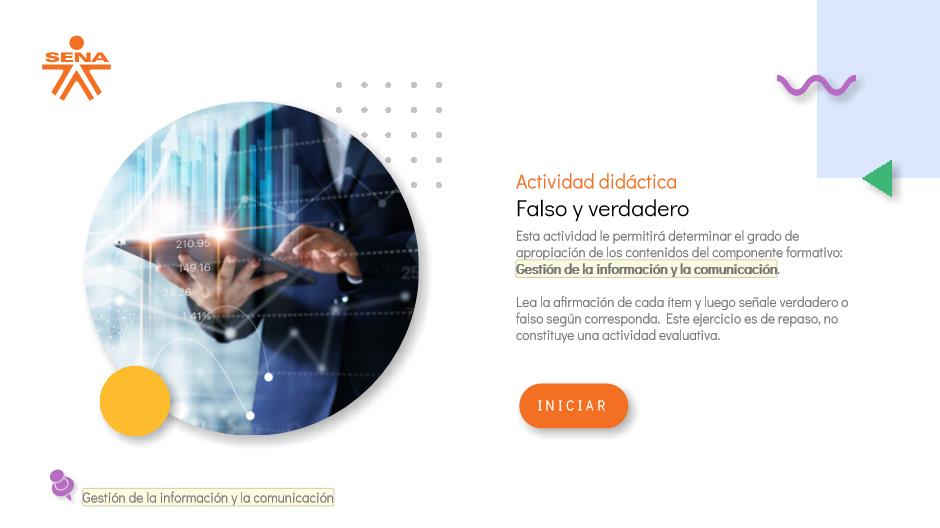 SENA
210.95
149.16
23.26
1.41%
25
Actividad didáctica
Falso y verdadero
Esta actividad le permitirá determinar el grado de
apropiación de los contenidos del componente formativo:
Gestión de la información y la comunicación.
Lea la afirmación de cada ítem y luego señale verdadero o
falso según corresponda. Este ejercicio es de repaso, no
constituye una actividad evaluativa.
INICIAR
Gestión de la información y la comunicación